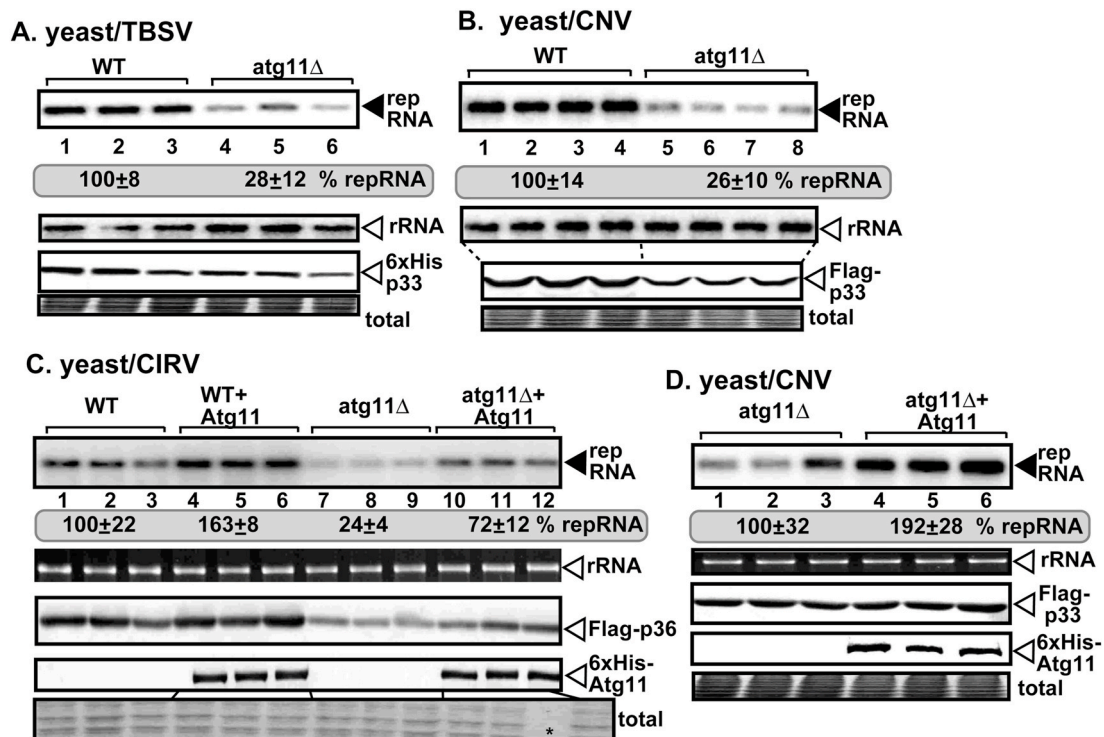 A. yeast/TBSV
WT atg11Δ
rep
RNA
1 2 3 4 5 6
100±8 28±12 % repRNA
rRNA
6xHis
p33
total
B. yeast/CNV
WT atg11Δ
rep
RNA
1 2 3 4 5 6 7 8
100±14 26±10 % repRNA
rRNA
Flag-
p33
total
C. yeast/CIRV
WT WT+
Atg11 atg11Δ atg11Δ+
Atg11
rep
RNA
1 2 3 4 5 6 7 8 9 10 11 12
100±22 163±8 24±4 72±12 % repRNA
rRNA
Flag-p36
6xHis-
Atg11
total
*
D. yeast/CNV
atg11Δ atg11Δ+
Atg11
rep
RNA
1 2 3 4 5 6
100±32 192±28 % repRNA
rRNA
Flag-
p33
6xHis-
Atg11
total